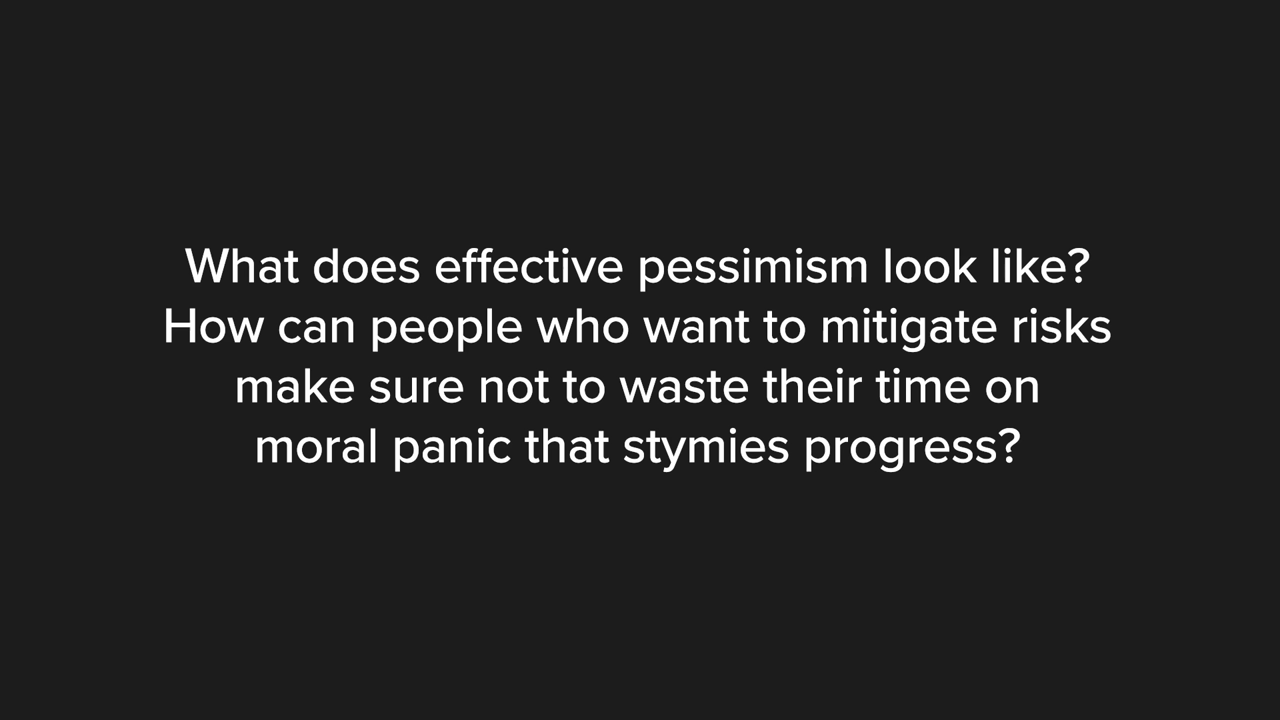 What does effective pessimism look like?
How can people who want to mitigate risks
make sure not to waste their time on
moral panic that stymies progress?